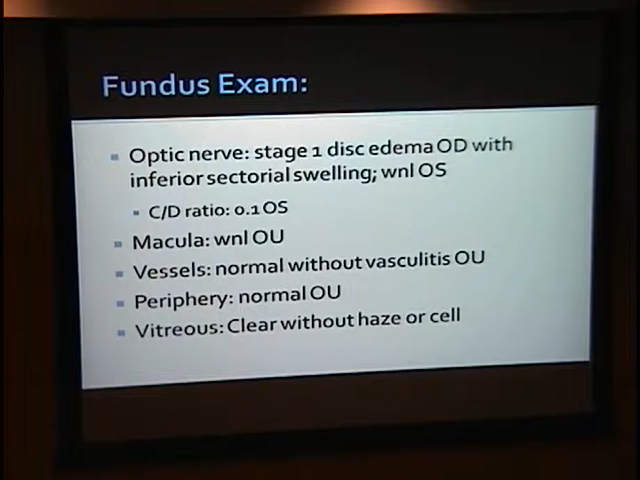 Fundus Exam:
Optic nerve: stage 1 disc edema OD with
inferior sectorial swelling; wnl OS
C/D ratio: 0.1 OS
Macula: wnl OU
Vessels: normal without vasculitis OU
Periphery: normal OU
Vitreous: Clear without haze or cell